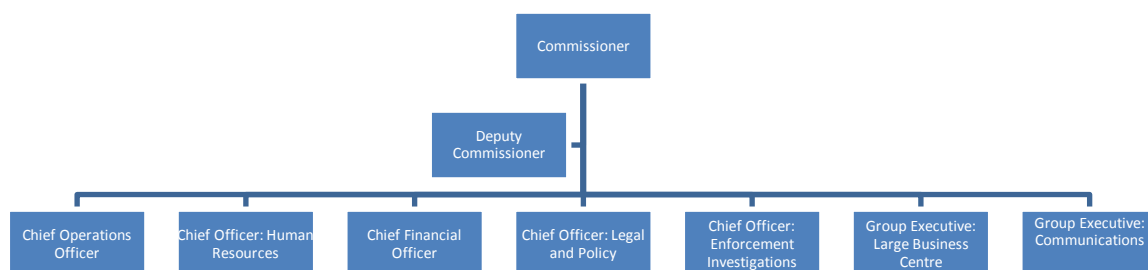 Commissioner
Deputy
Commissioner
Chief Operations
Officer
Chief Officer: Human
Resources
Chief Financial
Officer
Chief Officer: Legal
and Policy
Chief Officer:
Enforcement
Investigations
Group Executive:
Large Business
Centre
Group Executive:
Communications